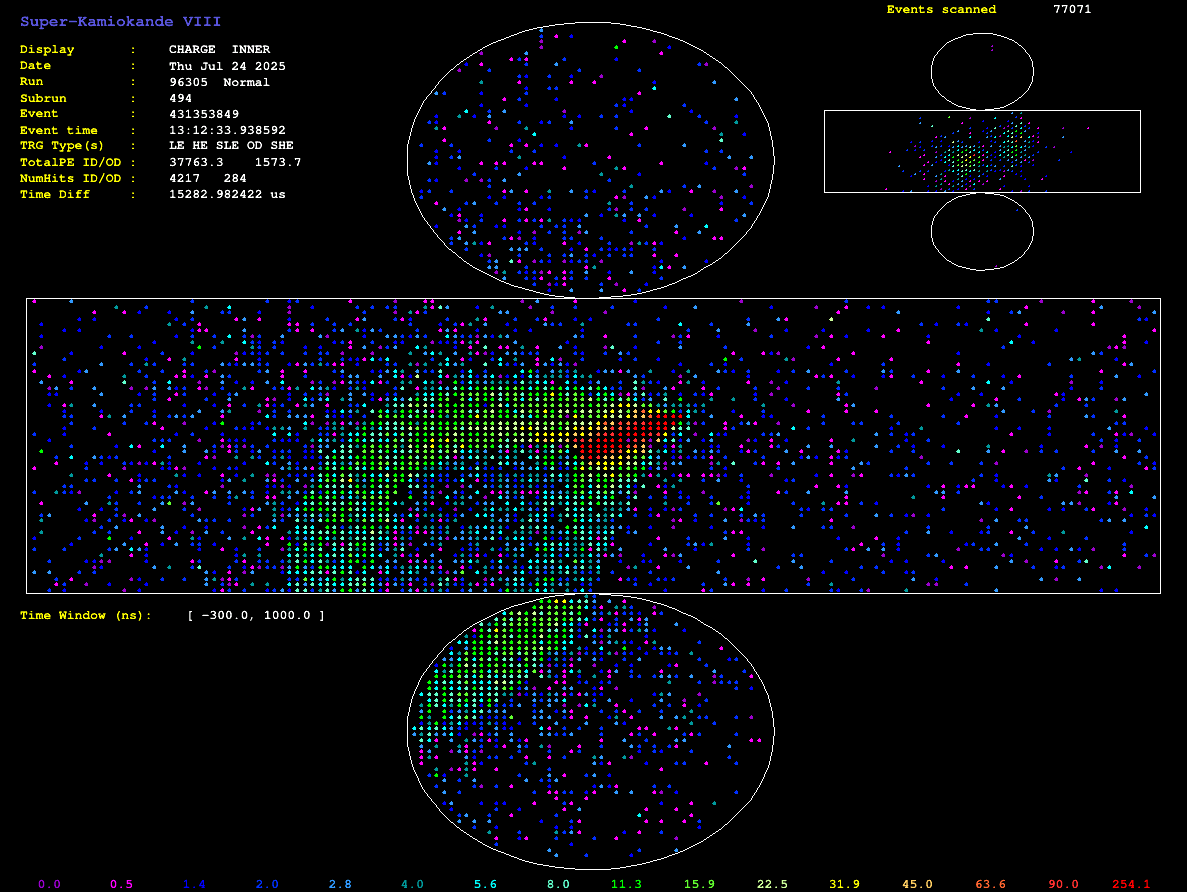 Super-Kamiokande VIII
Display : CHARGE INNER
Date : Thu Jul 24 2025
Run : 96305 Normal
Subrun : 494
Event : 431353849
Event time : 13:12:33.938592
TRG Type(s) : LE HE SLE OD SHE
TotalPE ID/OD : 37763.3 1573.7
NumHits ID/OD : 4217 284
Time Diff : 15282.982422 us
Events scanned 77071
Time Window (ns): [ -300.0, 1000.0 ]
0.0 0.5 1.4 2.0 2.8 4.0 5.6 8.0 11.3 15.9 22.5 31.9 45.0 63.6 90.0 254.1